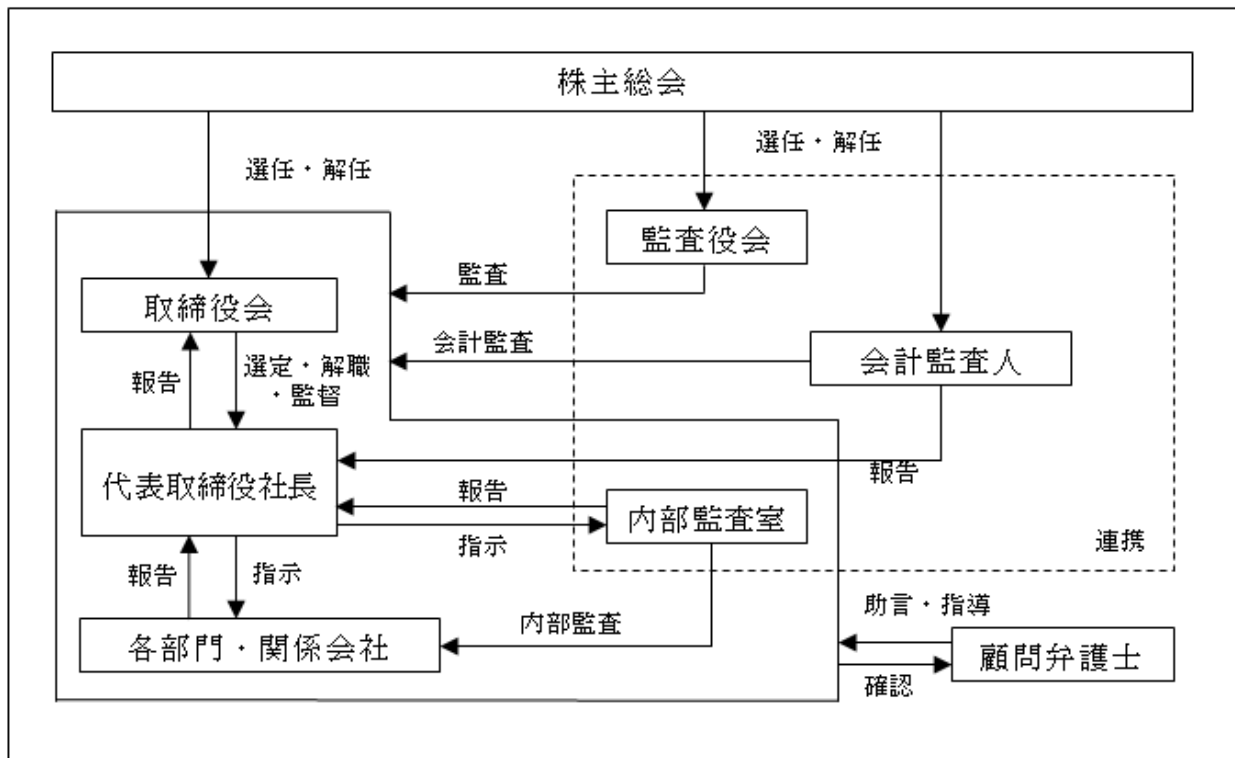 株主総会
選任・解任
選任・解任
監査役会
監査
取締役会
会計監査
会計監査人
選定・解職
・監督
報告
代表取締役社長
報告
報告
内部監査室
指示
連携
報告
指示
助言・指導
内部監査
各部門・関係会社
顧問弁護士
確認